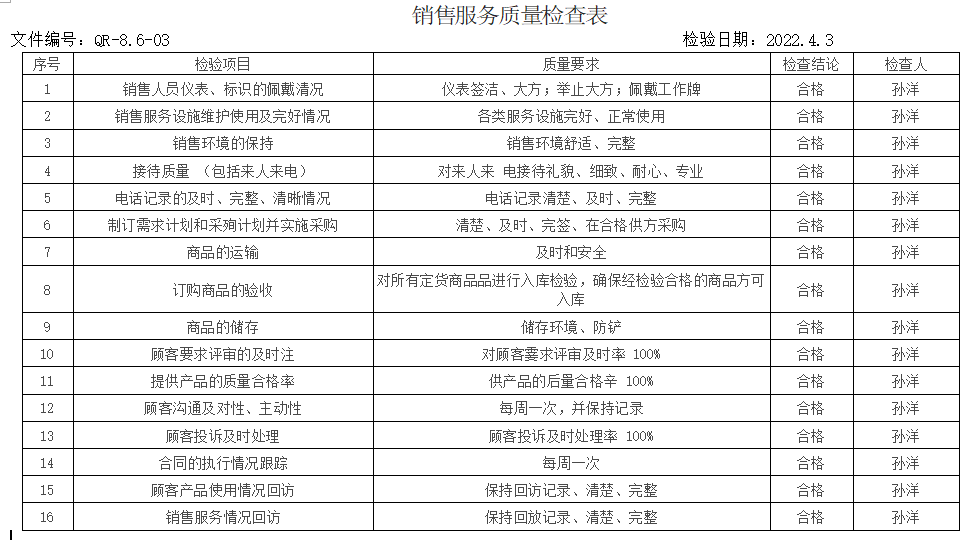 销售服务质量检查表
文件编号：QR-8.6-03 检验日期：2022.4.3
序号 检验项目 质量要求 检查结论 检查人
1 销售人员仪表、标识的佩戴清况 仪表签洁、大方；举止大方；佩戴工作牌 合格 孙洋
2 销售服务设施维护使用及完好情况 各类服务设施完好、正常使用 合格 孙洋
3 销售环境的保持 销售环境舒适、完整 合格 孙洋
4 接待质量 （包括来人来电） 对来人来 电接待礼貌、细致、耐心、专业 合格 孙洋
5 电话记录的及时、完整、清晰情况 电话记录清楚、及时、完整 合格 孙洋
6 制订需求计划和采殉计划并实施采购 清楚、及时、完签、在合格供方采购 合格 孙洋
7 商品的运输 及时和安全 合格 孙洋
8 订购商品的验收 对所有定货商品品进行入库检验，确保经检验合格的商品方可
入库 合格 孙洋
9 商品的储存 储存环境、防铲 合格 孙洋
10 顾客要求评审的及时注 对顾客霎求评审及时率 100% 合格 孙洋
11 提供产品的质量合格率 供产品的后量合格辛 100% 合格 孙洋
12 顾客沟通及对性、主动性 每周一次，并保持记录 合格 孙洋
13 顾客投诉及时处理 顾客投诉及时处理率 100% 合格 孙洋
14 合同的执行情况跟踪 每周一次 合格 孙洋
15 顾客产品使用情况回访 保持回访记录、清楚、完整 合格 孙洋
16 销售服务情况回访 保持回放记录、清楚、完整 合格 孙洋